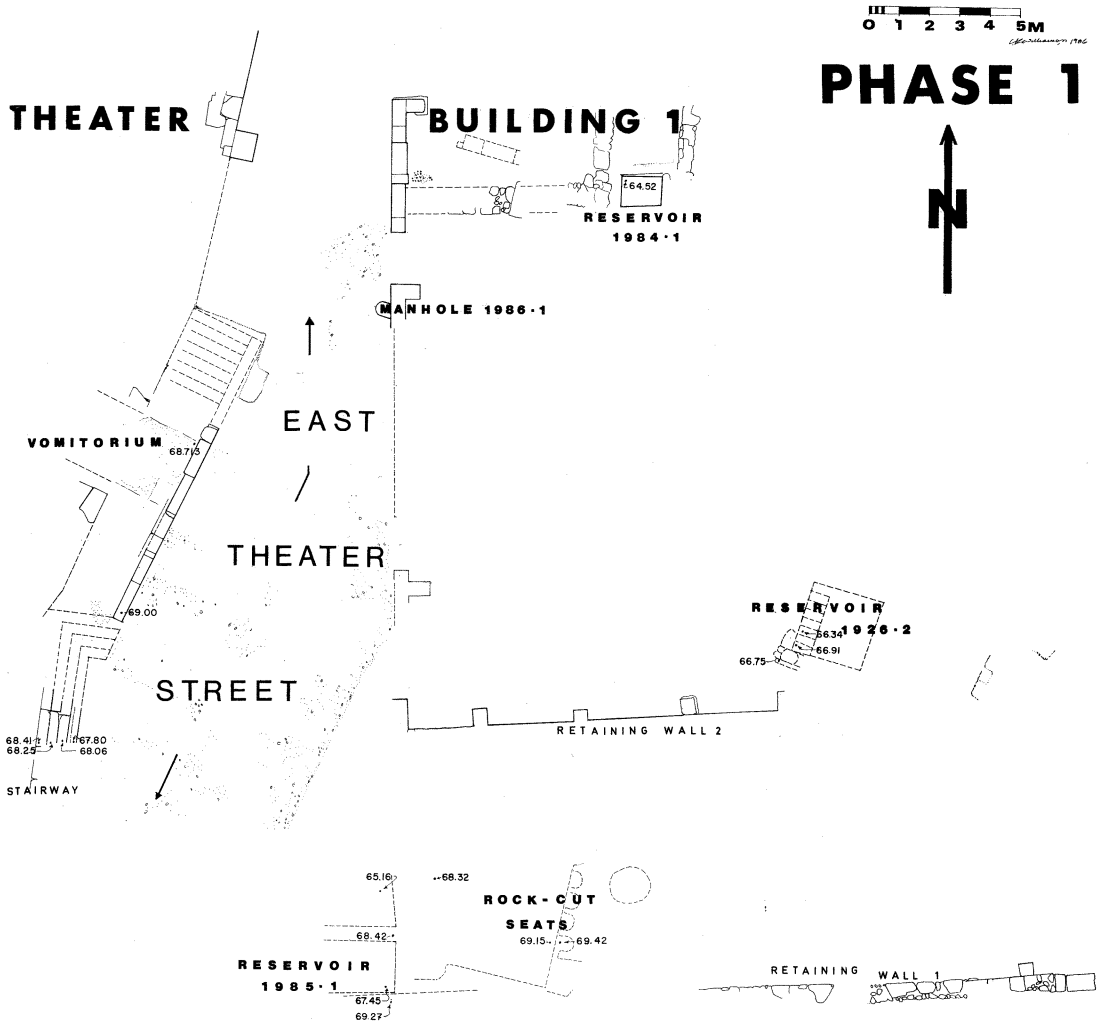 0 1 2 3 4 5M
PHASE 1
THEATER
BUILDING 1
N
64.52
RESERVOIR
1984·1
MANHOLE 1986·1
EAST
VOMITORIUM
68.713
THEATER
69.00
RESERVOIR
1926·2
66.34
66.91
66.75
STREET
RETAINING WALL 2
68.41
67.80
68.25
68.06
STAIRWAY
65.16
68.32
ROCK-CUT
SEATS
68.42
69.15
69.42
RESERVOIR
1985·1
RETAINING WALL 1
67.45
69.27